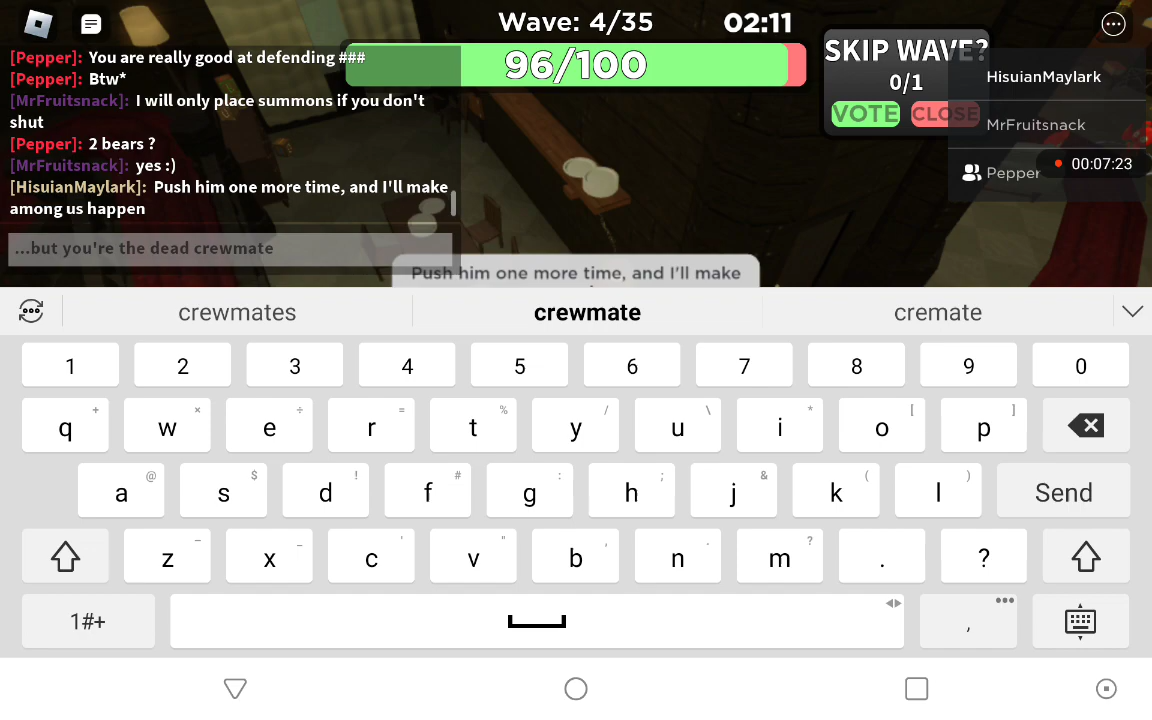 Wave: 4/35
02:11
[Pepper]: You are really good at defending ###
[Pepper]: Btw*
[MrFruitsnack]: I will only place summons if you don't
shut
[Pepper]: 2 bears ?
[MrFruitsnack]: yes :)
[HisuianMaylark]: Push him one more time, and I'll make
among us happen
...but you're the dead crewmate
96/100
SKIP WAVE?
0/1
VOTE CLOSE
HisuianMaylark
MrFruitsnack
Pepper
00:07:23
Push him one more time, and I'll make
crewmates crewmate cremate
1 2 3 4 5 6 7 8 9 0
+ × ÷ = % / \ * [ ]
q w e r t y u i o p
@ $ ! # : ; & ( )
a s d f g h j k l Send
z x c v b n m . ?
1#+ ,